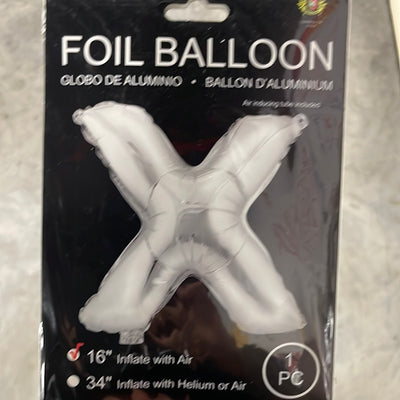 FOIL BALLOON
GLOBO DE ALUMINIO • BALLON D'ALUMINIUM
Air inducing tube included
16" Inflate with Air
34" Inflate with Helium or Air
1
PC